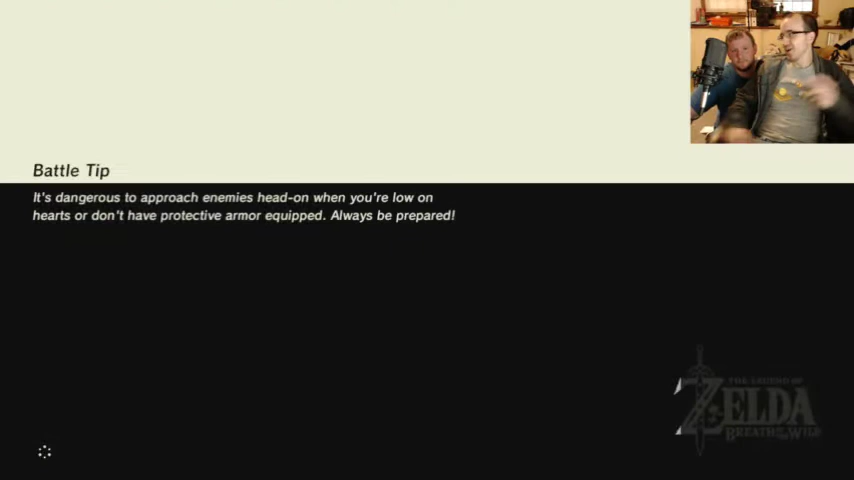 Battle Tip
It's dangerous to approach enemies head-on when you're low on
hearts or don't have protective armor equipped. Always be prepared!
THE LEGEND OF
ZELDA
BREATH OF THE WILD